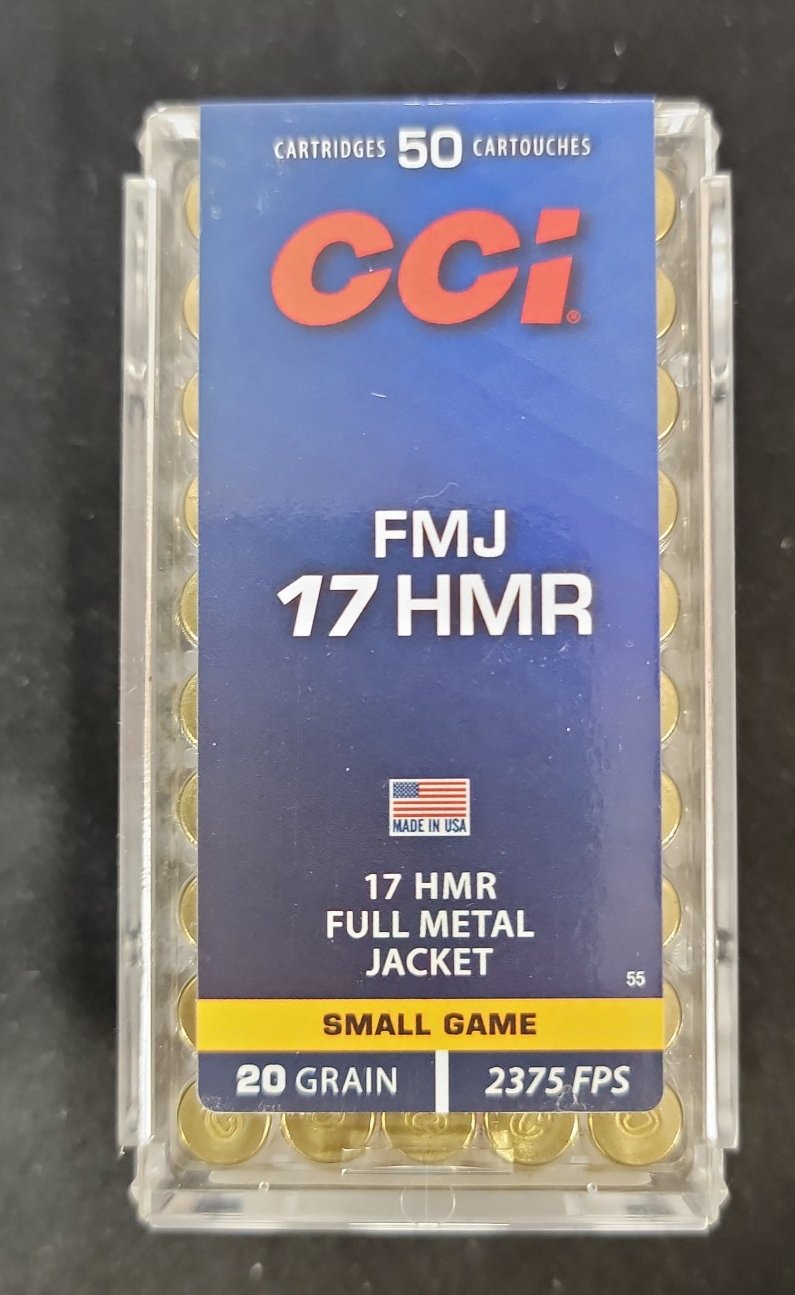 CARTRIDGES 50 CARTOUCHES
CCi®
FMJ
17 HMR
MADE IN USA
17 HMR
FULL METAL
JACKET
55
SMALL GAME
20 GRAIN 2375 FPS